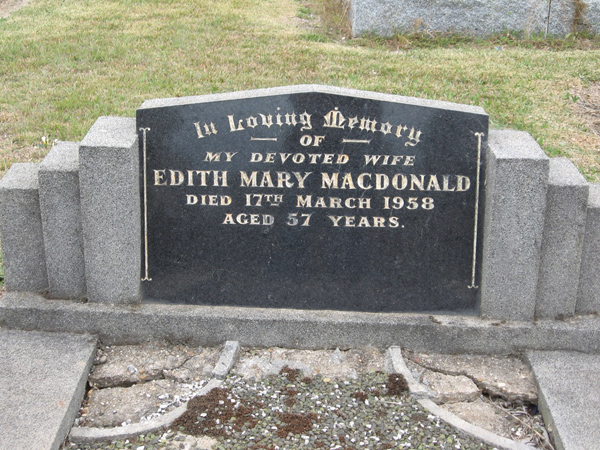 In Loving Memory
OF
MY DEVOTED WIFE
EDITH MARY MACDONALD
DIED 17TH MARCH 1958
AGED 57 YEARS.